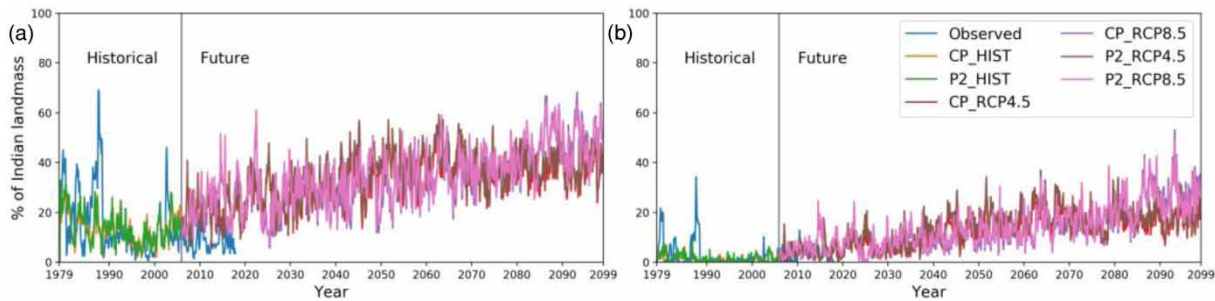 (a)
% of Indian landmass
100
80
60
40
20
0
Historical
Future
1979 1990 2000 2010 2020 2030 2040 2050 2060 2070 2080 2090 2099
Year
(b)
100
80
60
40
20
0
Historical
Future
Observed
CP_HIST
P2_HIST
CP_RCP4.5
CP_RCP8.5
P2_RCP4.5
P2_RCP8.5
1979 1990 2000 2010 2020 2030 2040 2050 2060 2070 2080 2090 2099
Year